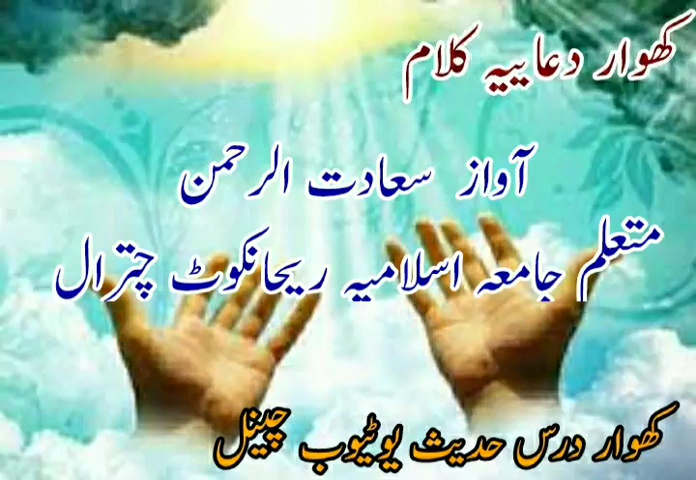 کھوار دعاییہ کلام
آواز سعادت الرحمن
متعلم جامعہ اسلامیہ ریحانکوٹ چترال
کھوار درس حدیث یوٹیوب چینل